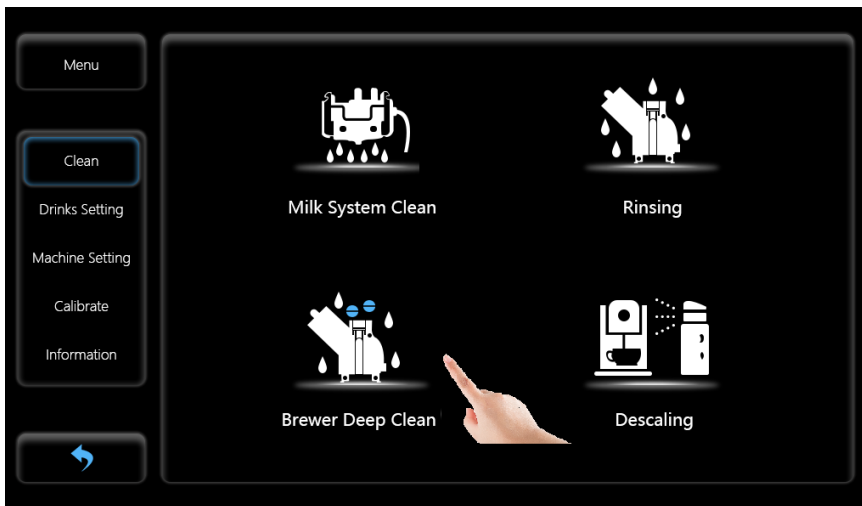 Menu
Clean
Drinks Setting
Machine Setting
Calibrate
Information
Milk System Clean
Rinsing
Brewer Deep Clean
Descaling